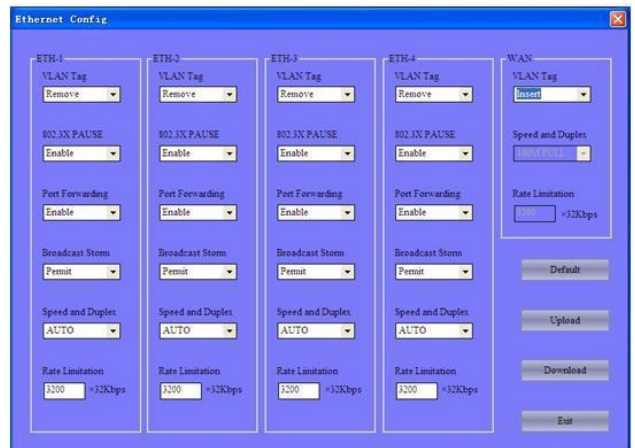 Ethernet Config
ETH-1
VLAN Tag
Remove
802.3X PAUSE
Enable
Port Forwarding
Enable
Broadcast Storm
Permit
Speed and Duplex
AUTO
Rate Limitation
3200 ×32Kbps
ETH-2
VLAN Tag
Remove
802.3X PAUSE
Enable
Port Forwarding
Enable
Broadcast Storm
Permit
Speed and Duplex
AUTO
Rate Limitation
3200 ×32Kbps
ETH-3
VLAN Tag
Remove
802.3X PAUSE
Enable
Port Forwarding
Enable
Broadcast Storm
Permit
Speed and Duplex
AUTO
Rate Limitation
3200 ×32Kbps
ETH-4
VLAN Tag
Remove
802.3X PAUSE
Enable
Port Forwarding
Enable
Broadcast Storm
Permit
Speed and Duplex
AUTO
Rate Limitation
3200 ×32Kbps
WAN
VLAN Tag
Insert
Speed and Duplex
100M FULL
Rate Limitation
3200 ×32Kbps
Default
Upload
Download
Exit